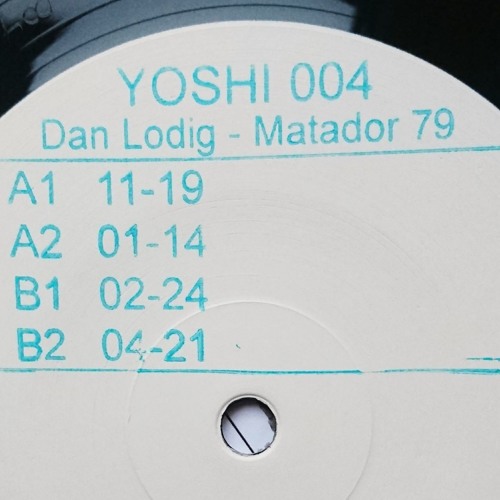 YOSHI 004
Dan Lodig - Matador 79
A1 11-19
A2 01-14
B1 02-24
B2 04-21